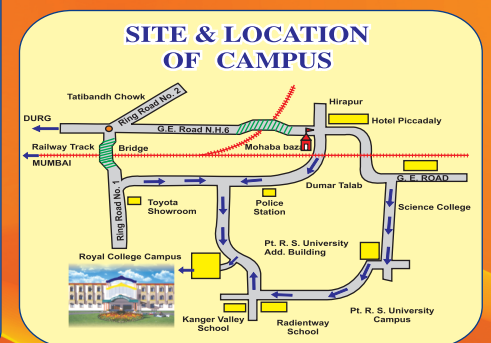 SITE & LOCATION
OF CAMPUS
Tatibandh Chowk
Ring Road No. 2
Hirapur
DURG
G.E. Road N.H.6
Hotel Piccadaly
Railway Track
Bridge
Mohaba bazar
MUMBAI
Dumar Talab
G. E. ROAD
Ring Road No. 1
Toyota
Showroom
Police
Station
Science College
Royal College Campus
Pt. R. S. University
Add. Building
Kanger Valley
School
Radientway
School
Pt. R. S. University
Campus